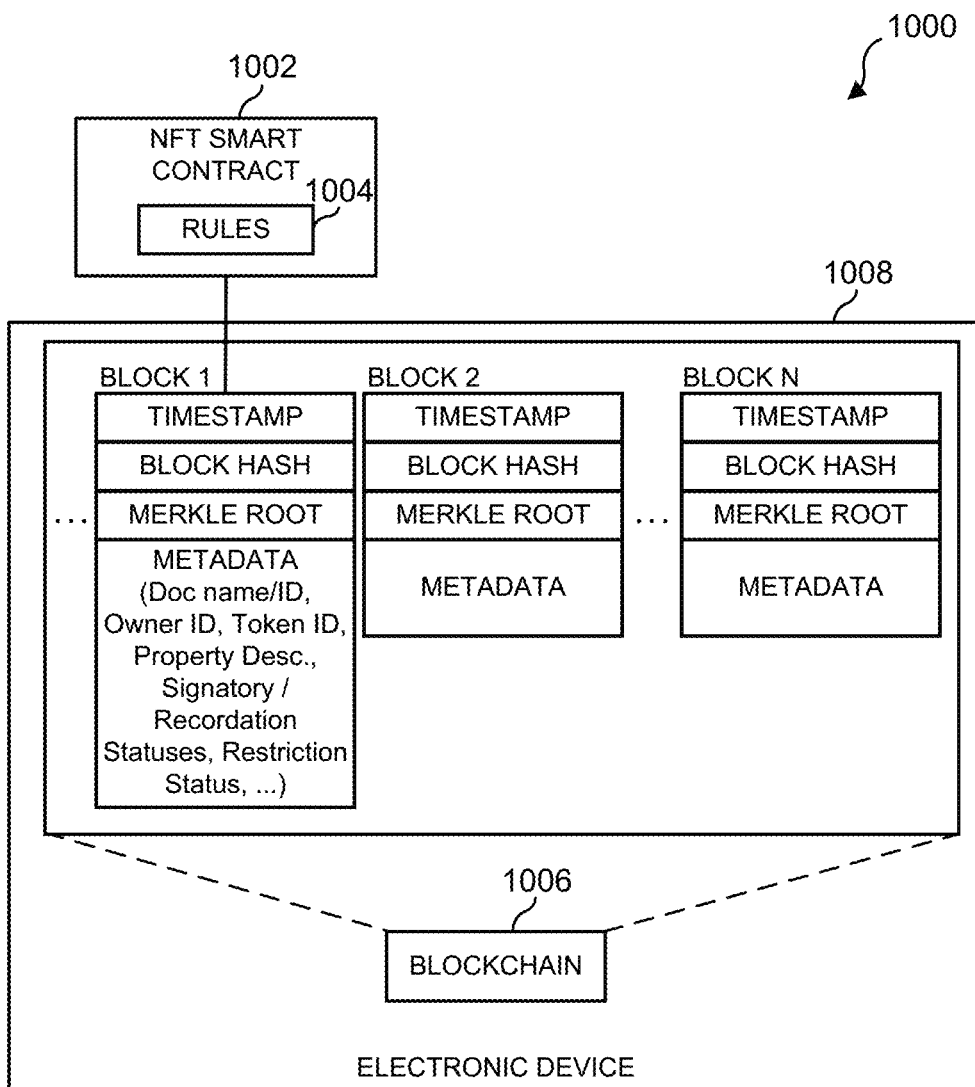 1000
1002
NFT SMART
CONTRACT
1004
RULES
1008
BLOCK 1 BLOCK 2 BLOCK N
TIMESTAMP TIMESTAMP TIMESTAMP
BLOCK HASH BLOCK HASH BLOCK HASH
... MERKLE ROOT MERKLE ROOT ... MERKLE ROOT
METADATA
(Doc name/ID,
Owner ID, Token ID,
Property Desc.,
Signatory /
Recordation
Statuses, Restriction
Status, ...)
METADATA
METADATA
1006
BLOCKCHAIN
ELECTRONIC DEVICE